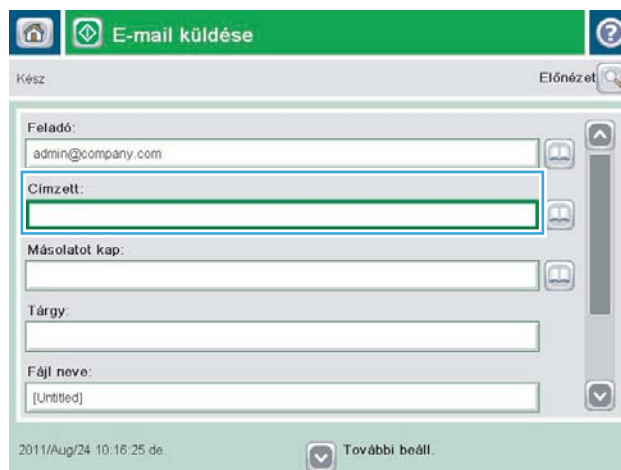 E-mail küldése
?
Kész
Előnézet
Feladó:
admin@company.com
Címzett:
Másolatot kap:
Tárgy:
Fájl neve:
[Untitled]
2011/Aug/24 10:16:25 de.
További beáll.